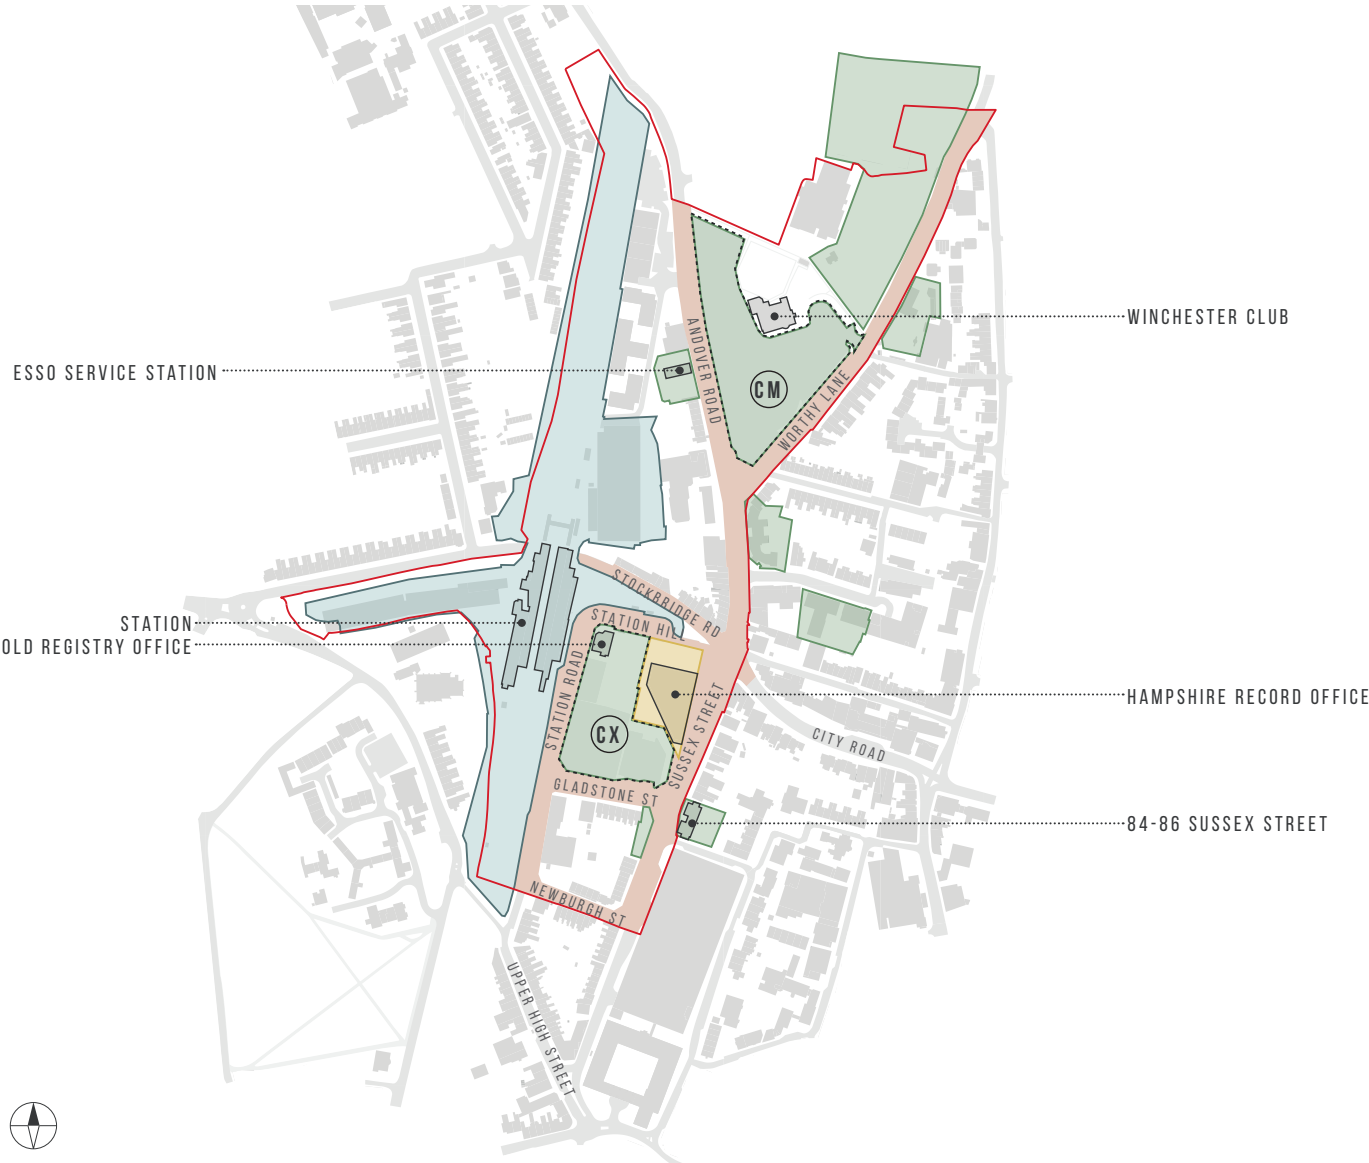 WINCHESTER CLUB
ESSO SERVICE STATION
ANDOVER ROAD
CM
WORTHY LANE
STOCKBRIDGE RD
STATION
STATION HILL
OLD REGISTRY OFFICE
STATION ROAD
HAMPSHIRE RECORD OFFICE
CX
SUSSEX STREET
CITY ROAD
GLADSTONE ST
84-86 SUSSEX STREET
NEWBURGH ST
UPPER HIGH STREET